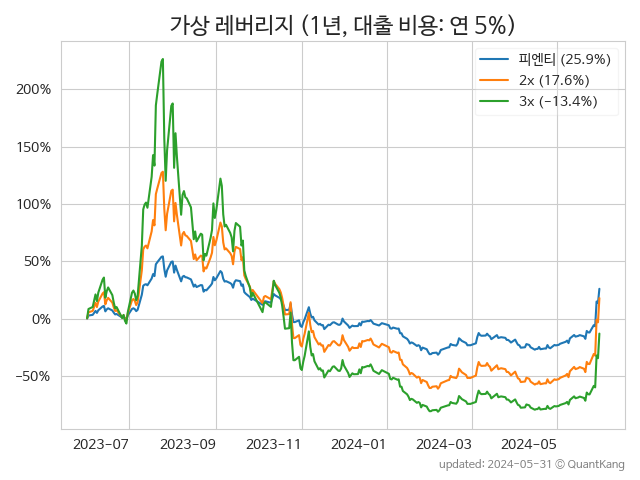 가상 레버리지 (1년, 대출 비용: 연 5%)
피엔티 (25.9%)
2x (17.6%)
3x (−13.4%)
200%
150%
100%
50%
0%
−50%
2023-07 2023-09 2023-11 2024-01 2024-03 2024-05
updated: 2024-05-31 © QuantKang